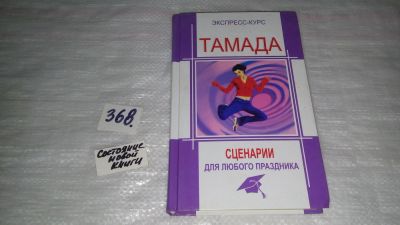 ЭКСПРЕСС-КУРС
ТАМАДА
СЦЕНАРИИ
ДЛЯ ЛЮБОГО ПРАЗДНИКА
368.
Состояние
новой
книги